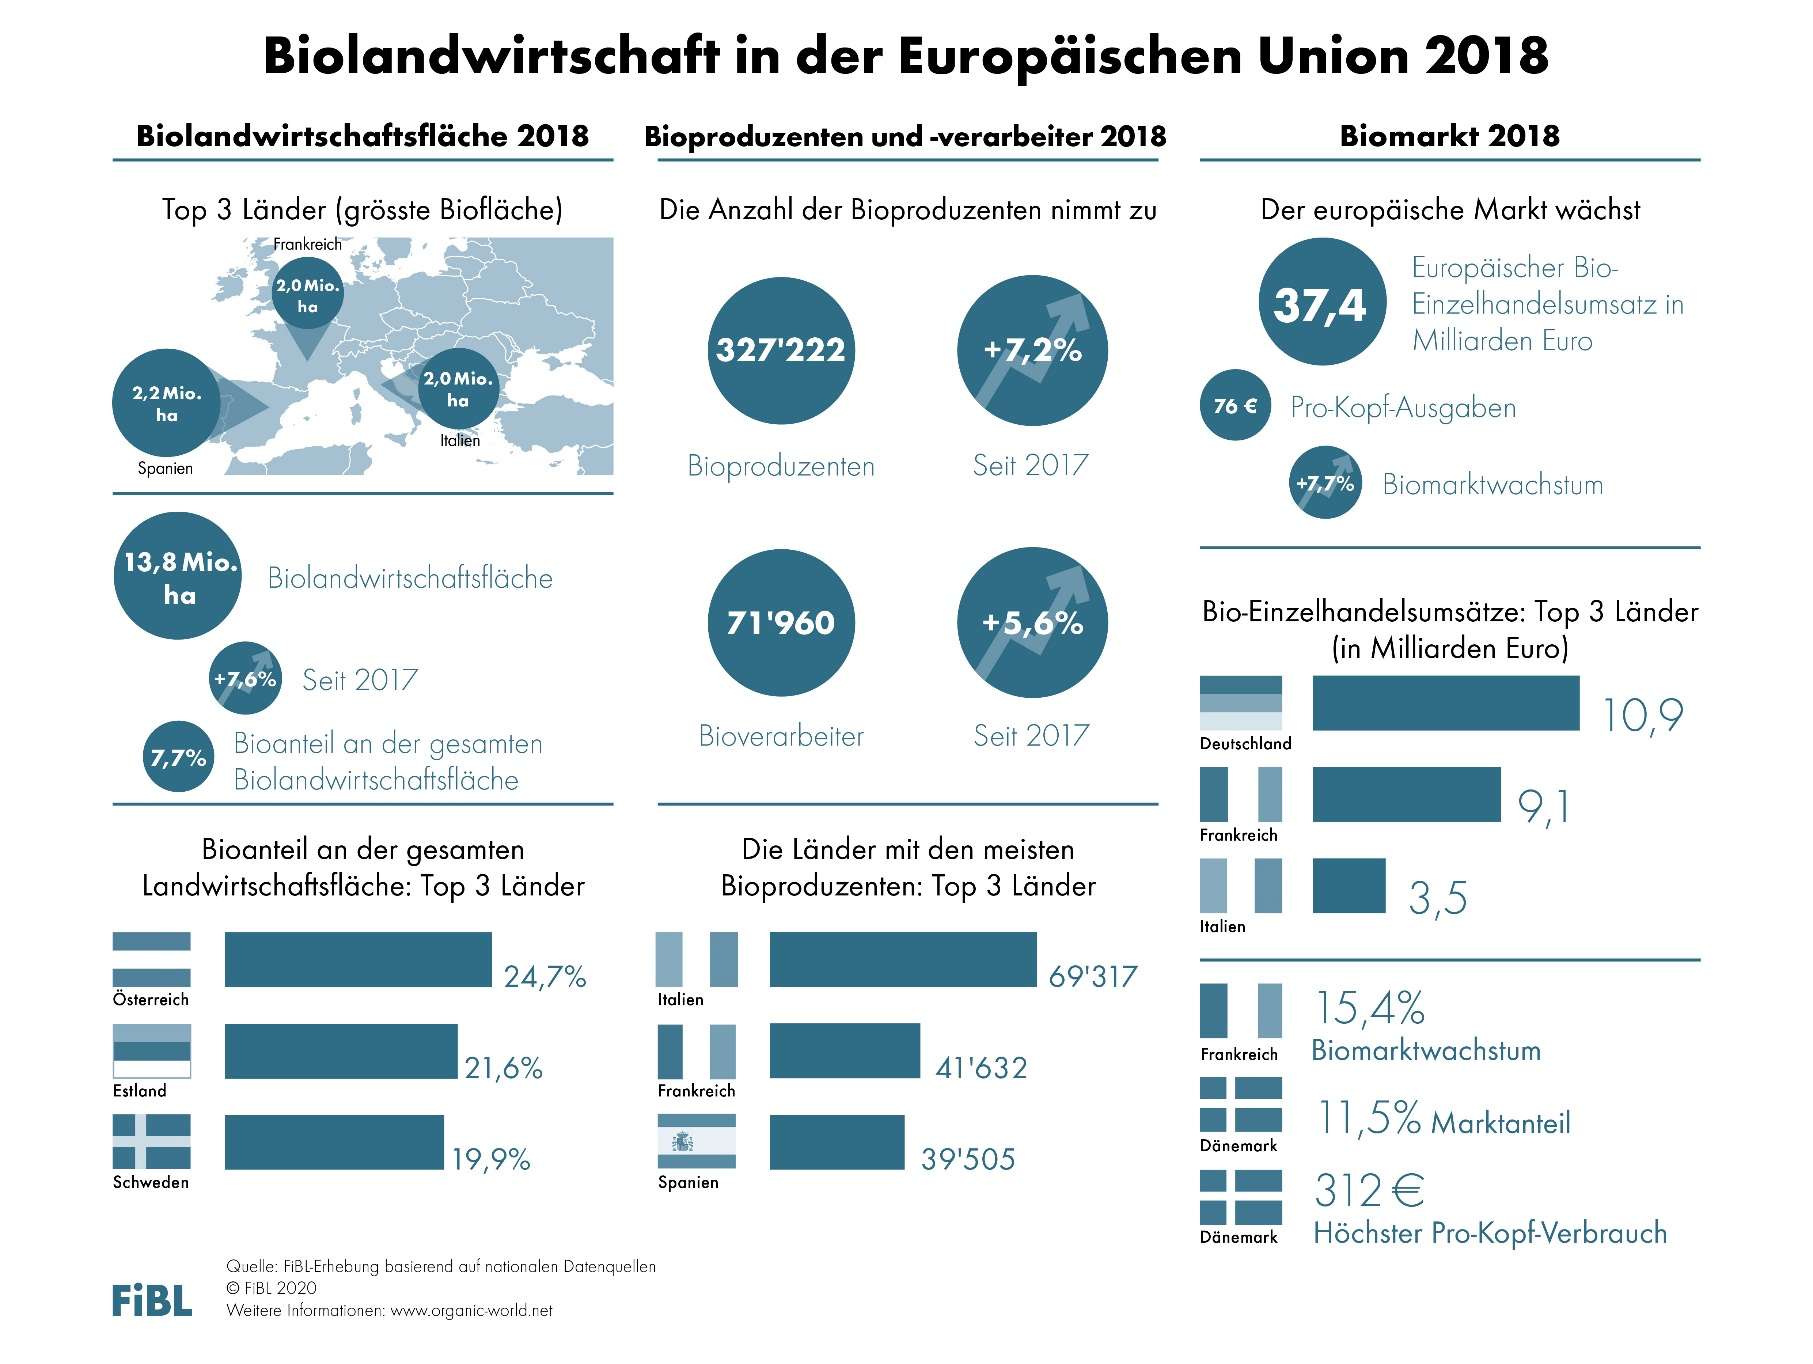 Biolandwirtschaft in der Europäischen Union 2018
Biolandwirtschaftsfläche 2018
Top 3 Länder (grösste Biofläche)
Frankreich
2,0 Mio.
ha
2,2 Mio.
ha
Spanien
2,0 Mio.
ha
Italien
13,8 Mio.
ha
Biolandwirtschaftsfläche
+7,6%
Seit 2017
7,7%
Bioanteil an der gesamten
Biolandwirtschaftsfläche
Bioanteil an der gesamten
Landwirtschaftsfläche: Top 3 Länder
Österreich
24,7%
Estland
21,6%
Schweden
19,9%
Bioproduzenten und -verarbeiter 2018
Die Anzahl der Bioproduzenten nimmt zu
327'222
+7,2%
Bioproduzenten
Seit 2017
71'960
+5,6%
Bioverarbeiter
Seit 2017
Die Länder mit den meisten
Bioproduzenten: Top 3 Länder
Italien
69'317
Frankreich
41'632
Spanien
39'505
Biomarkt 2018
Der europäische Markt wächst
37,4
Europäischer Bio-
Einzelhandelsumsatz in
Milliarden Euro
76 €
Pro-Kopf-Ausgaben
+7,7%
Biomarktwachstum
Bio-Einzelhandelsumsätze: Top 3 Länder
(in Milliarden Euro)
Deutschland
10,9
Frankreich
9,1
Italien
3,5
Frankreich
15,4%
Biomarktwachstum
Dänemark
11,5% Marktanteil
Dänemark
312 €
Höchster Pro-Kopf-Verbrauch
FiBL
Quelle: FiBL-Erhebung basierend auf nationalen Datenquellen
© FiBL 2020
Weitere Informationen: www.organic-world.net